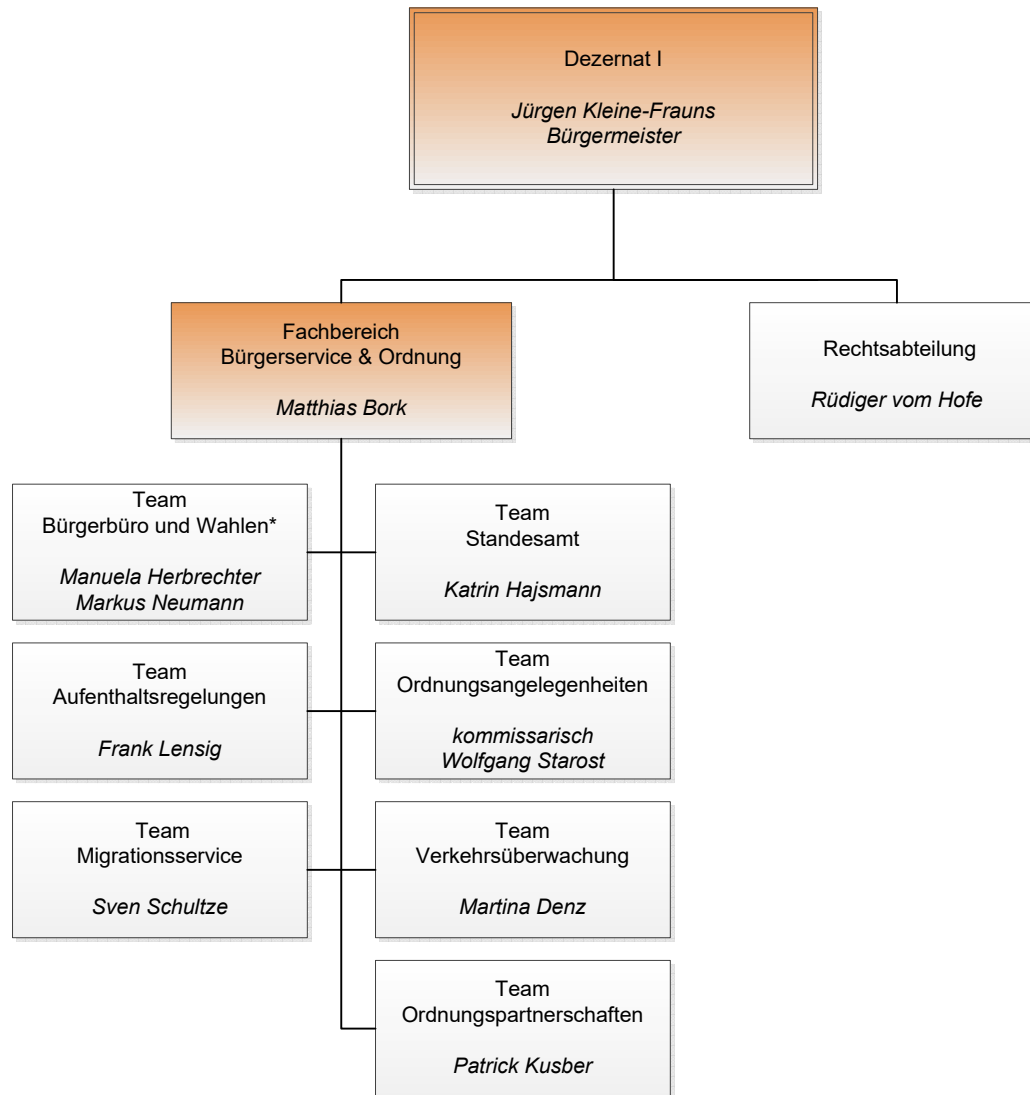 Dezernat I
Jürgen Kleine-Frauns
Bürgermeister
Fachbereich
Bürgerservice & Ordnung
Matthias Bork
Rechtsabteilung
Rüdiger vom Hofe
Team
Bürgerbüro und Wahlen*
Manuela Herbrechter
Markus Neumann
Team
Standesamt
Katrin Hajsmann
Team
Aufenthaltsregelungen
Frank Lensig
Team
Ordnungsangelegenheiten
kommissarisch
Wolfgang Starost
Team
Migrationsservice
Sven Schultze
Team
Verkehrsüberwachung
Martina Denz
Team
Ordnungspartnerschaften
Patrick Kusber